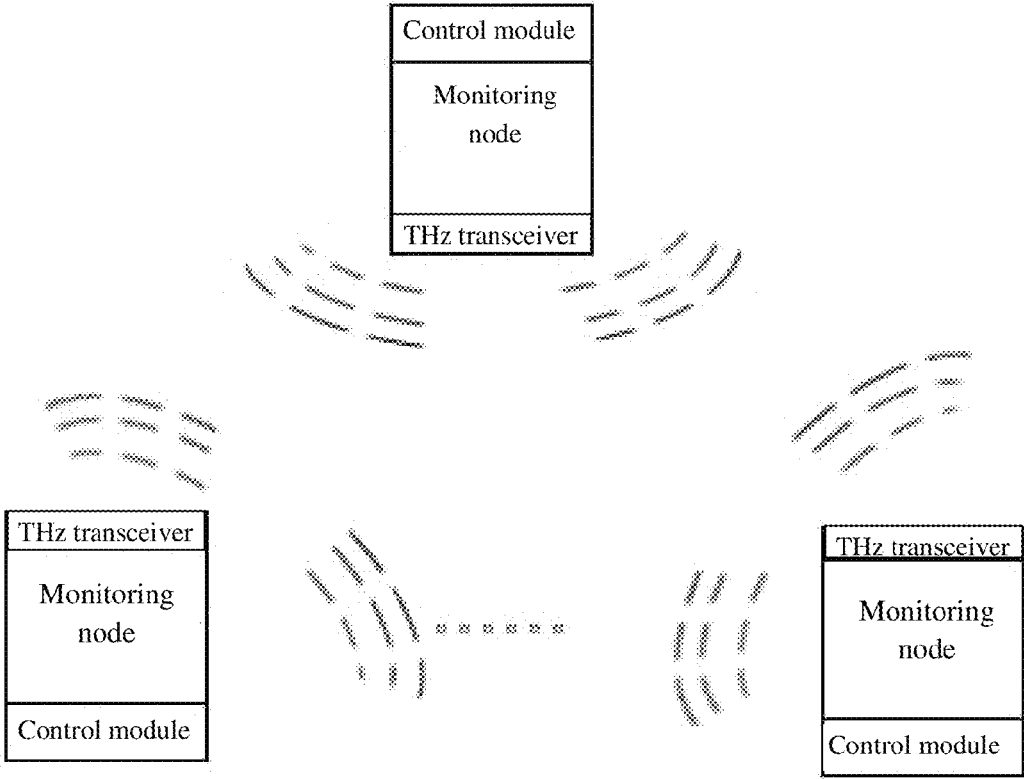 Control module
Monitoring
node
THz transceiver
THz transceiver
Monitoring
node
Control module
THz transceiver
Monitoring
node
Control module